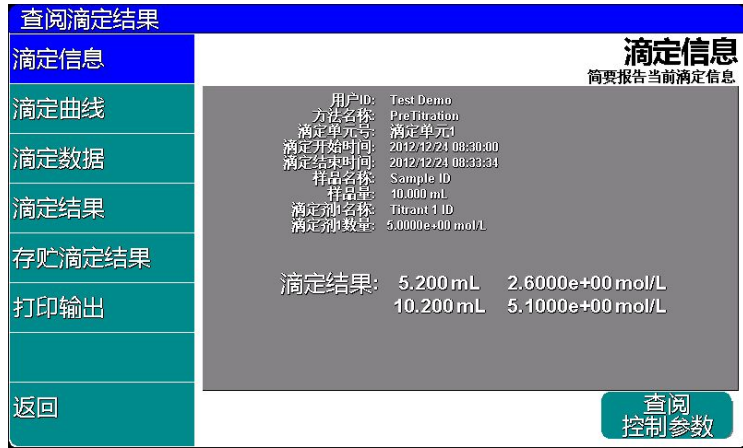 查阅滴定结果
滴定信息
滴定曲线
滴定数据
滴定结果
存贮滴定结果
打印输出
返回
滴定信息
简要报告当前滴定信息
用户ID: Test Demo
方法名称: PreTitration
滴定单元号: 滴定单元1
滴定开始时间: 2012/12/24 08:30:00
滴定结束时间: 2012/12/24 08:33:34
样品名称: Sample ID
样品量: 10.000 mL
滴定剂1名称: Titrant 1 ID
滴定剂1数量: 5.0000e+00 mol/L
滴定结果: 5.200 mL 2.6000e+00 mol/L
10.200 mL 5.1000e+00 mol/L
查阅
控制参数